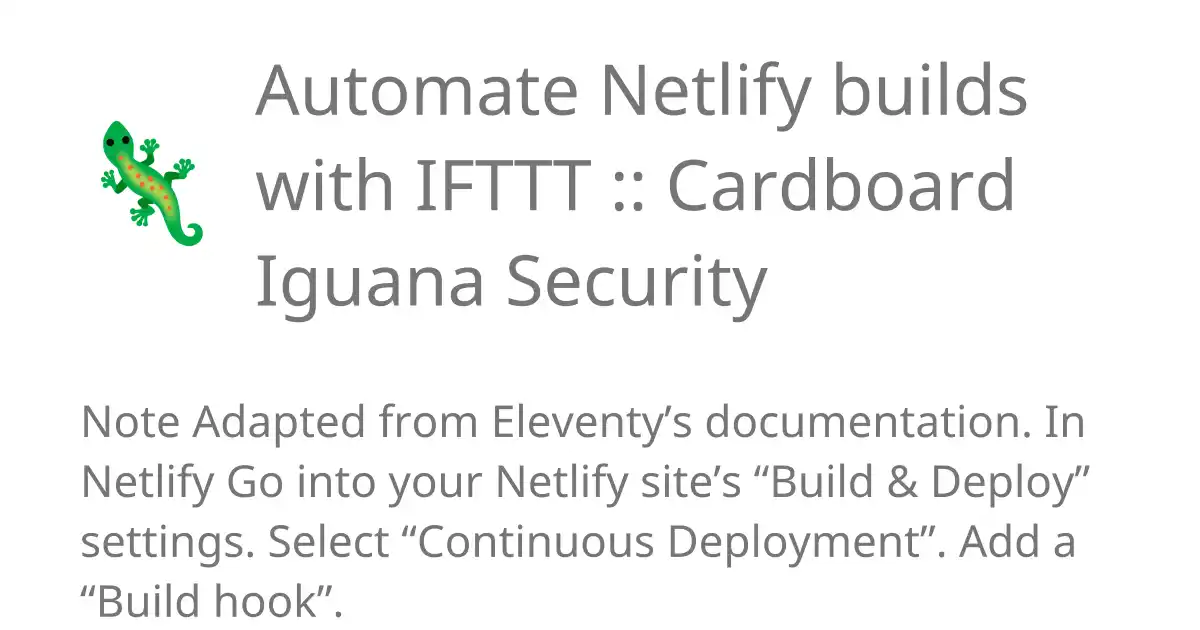 Automate Netlify builds
with IFTTT :: Cardboard
Iguana Security
Note Adapted from Eleventy’s documentation. In
Netlify Go into your Netlify site’s “Build & Deploy”
settings. Select “Continuous Deployment”. Add a
“Build hook”.